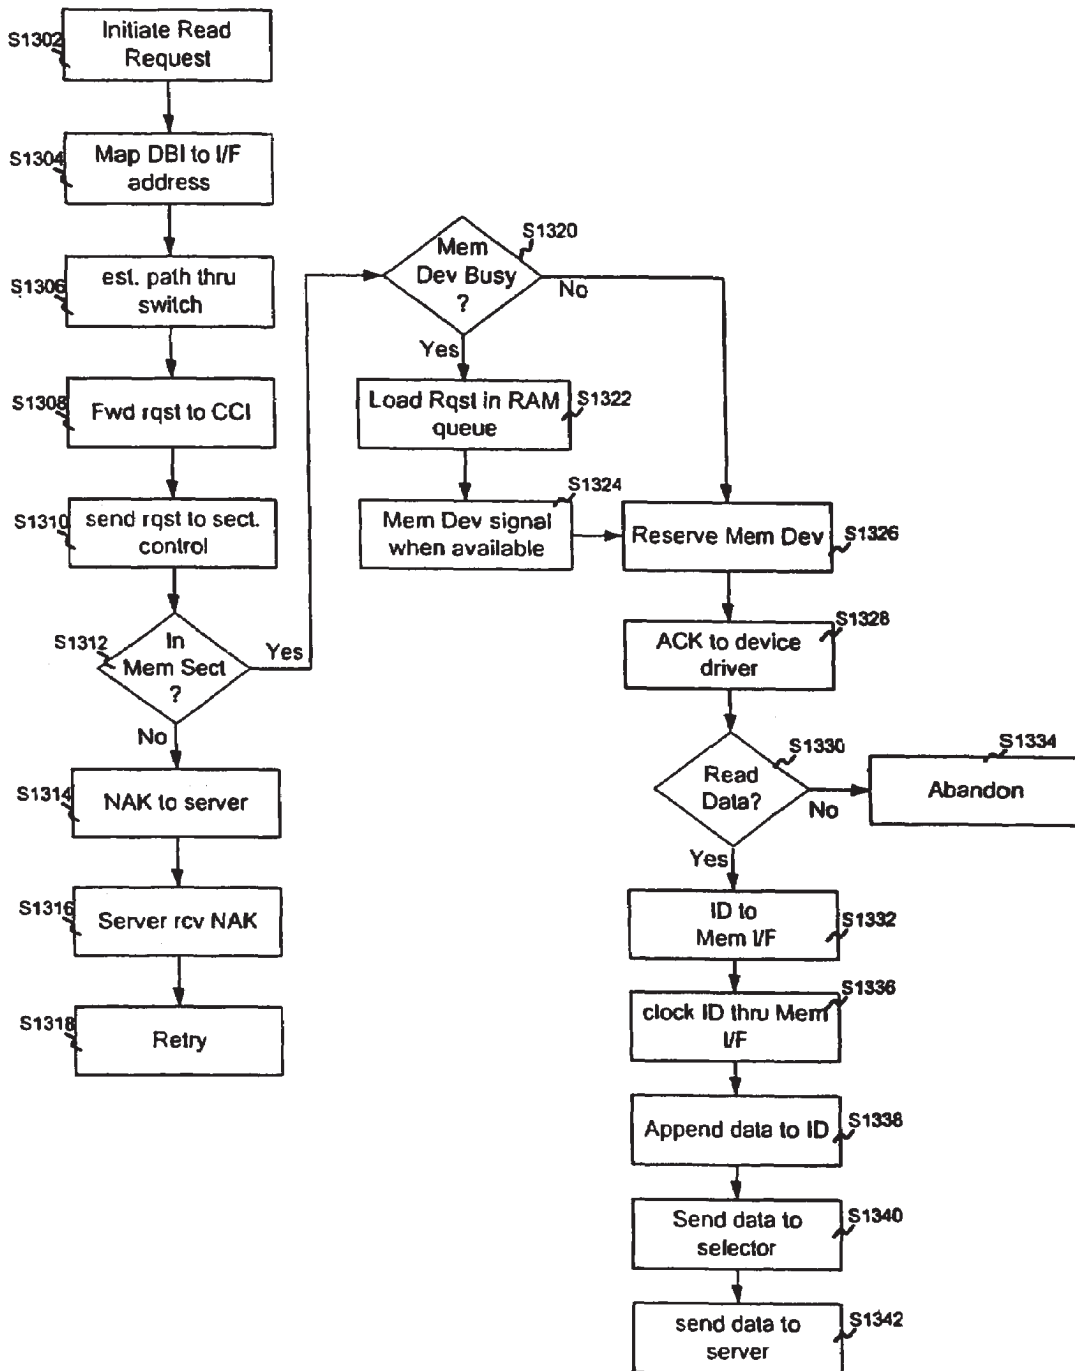 S1302
Initiate Read
Request
S1304
Map DBI to I/F
address
S1306
est. path thru
switch
S1308
Fwd rqst to CCI
S1310
send rqst to sect.
control
S1312
In
Mem Sect
?
Yes
No
S1314
NAK to server
S1316
Server rcv NAK
S1318
Retry
S1320
Mem
Dev Busy
?
No
Yes
S1322
Load Rqst in RAM
queue
S1324
Mem Dev signal
when available
Reserve Mem Dev
S1326
S1328
ACK to device
driver
S1330
Read
Data?
No
S1334
Abandon
Yes
ID to
Mem I/F
S1332
S1336
clock ID thru Mem
I/F
Append data to ID
S1338
Send data to
selector
S1340
send data to
server
S1342